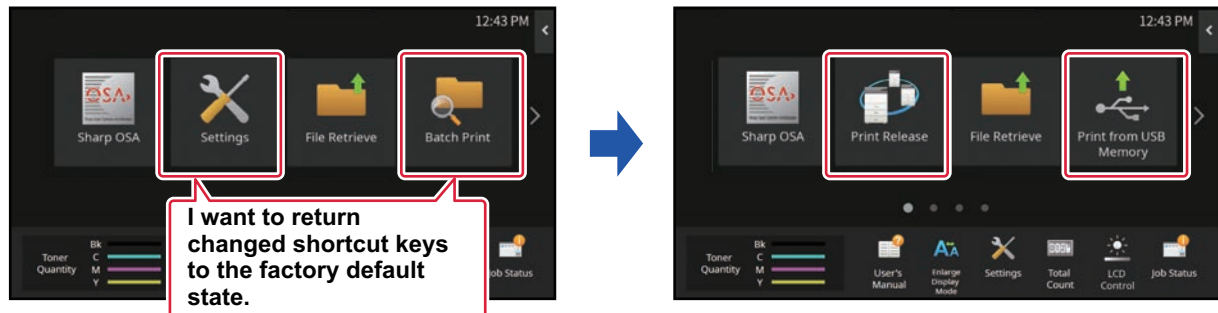 12:43 PM
OSA
Sharp OSA
Settings
File Retrieve
Batch Print
I want to return
changed shortcut keys
to the factory default
state.
Toner
Quantity
Bk
C
M
Y
Job Status
12:43 PM
OSA
Sharp OSA
Print Release
File Retrieve
Print from USB
Memory
Toner
Quantity
Bk
C
M
Y
User's
Manual
Enlarge
Display
Mode
Settings
Total
Count
LCD
Control
Job Status